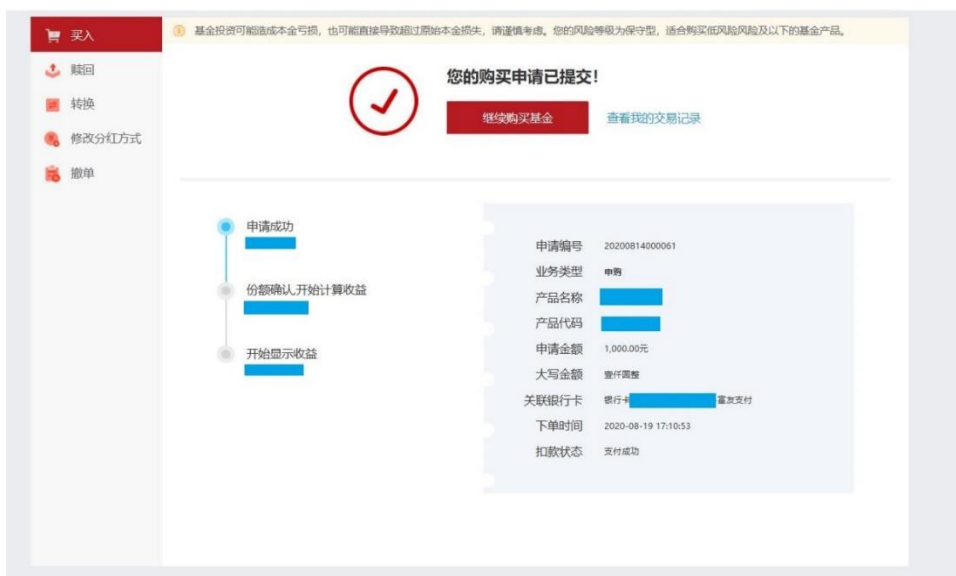 买入
基金投资可能造成本金亏损，也可能直接导致超过原始本金损失，请谨慎考虑。您的风险等级为保守型，适合购买低风险风险及以下的基金产品。
赎回
转换
修改分红方式
撤单
您的购买申请已提交！
继续购买基金 查看我的交易记录
申请成功
份额确认,开始计算收益
开始显示收益
申请编号 20200814000061
业务类型 申购
产品名称
产品代码
申请金额 1,000.00元
大写金额 壹仟圆整
关联银行卡 银行卡 富友支付
下单时间 2020-08-19 17:10:53
扣款状态 支付成功